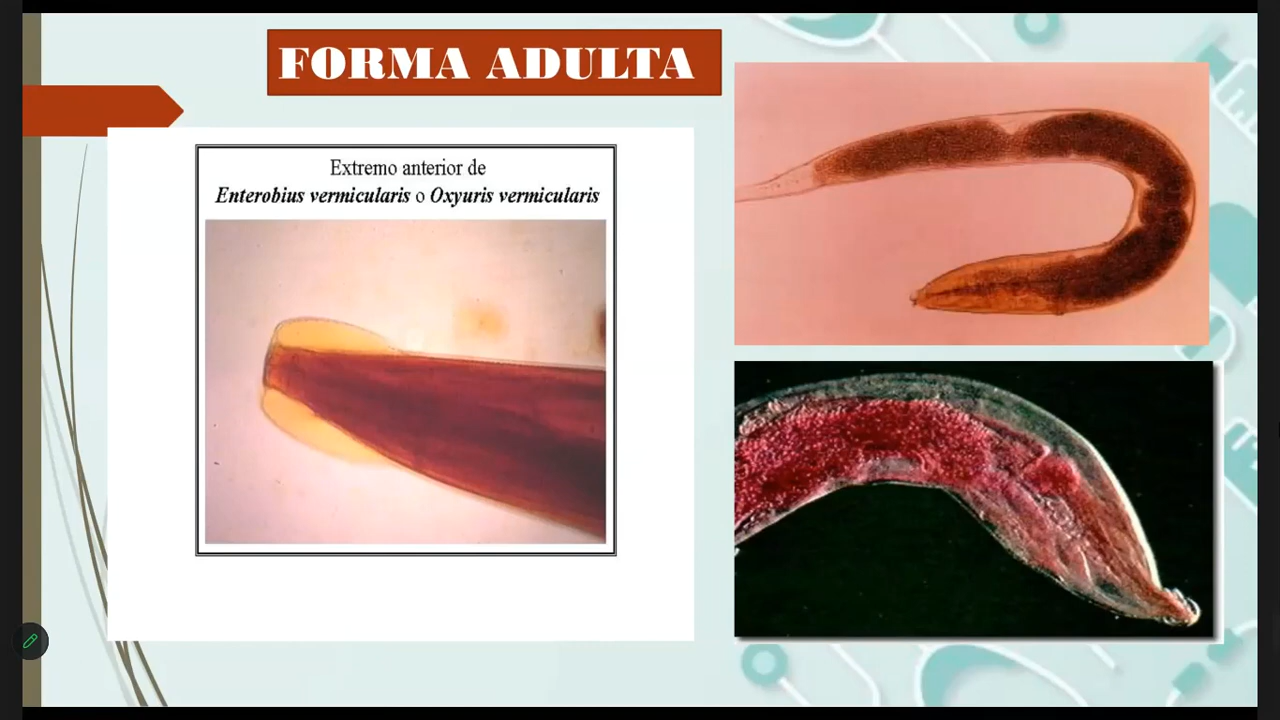 FORMA ADULTA
Extremo anterior de
Enterobius vermicularis o Oxyuris vermicularis